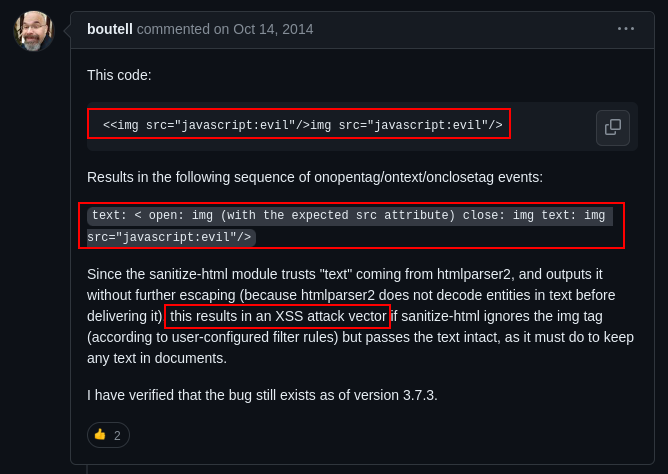 boutell commented on Oct 14, 2014
This code:
<<img src="javascript:evil"/>img src="javascript:evil"/>
Results in the following sequence of onopentag/ontext/onclosetag events:
text: < open: img (with the expected src attribute) close: img text: img
src="javascript:evil"/>
Since the sanitize-html module trusts "text" coming from htmlparser2, and outputs it
without further escaping (because htmlparser2 does not decode entities in text before
delivering it) this results in an XSS attack vector if sanitize-html ignores the img tag
(according to user-configured filter rules) but passes the text intact, as it must do to keep
any text in documents.
I have verified that the bug still exists as of version 3.7.3.
2